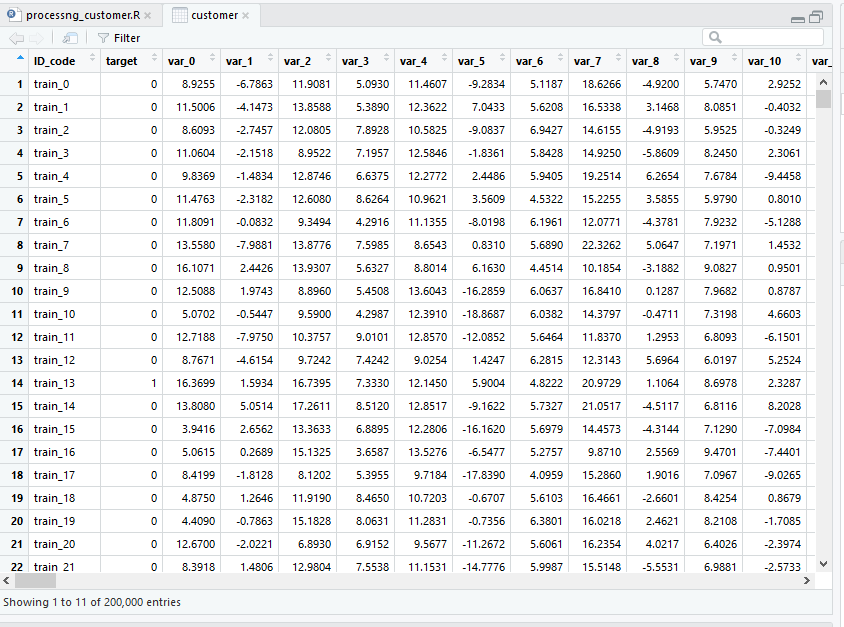 processng_customer.R × customer ×
Filter
ID_code target var_0 var_1 var_2 var_3 var_4 var_5 var_6 var_7 var_8 var_9 var_10 var_
1 train_0 0 8.9255 -6.7863 11.9081 5.0930 11.4607 -9.2834 5.1187 18.6266 -4.9200 5.7470 2.9252
2 train_1 0 11.5006 -4.1473 13.8588 5.3890 12.3622 7.0433 5.6208 16.5338 3.1468 8.0851 -0.4032
3 train_2 0 8.6093 -2.7457 12.0805 7.8928 10.5825 -9.0837 6.9427 14.6155 -4.9193 5.9525 -0.3249
4 train_3 0 11.0604 -2.1518 8.9522 7.1957 12.5846 -1.8361 5.8428 14.9250 -5.8609 8.2450 2.3061
5 train_4 0 9.8369 -1.4834 12.8746 6.6375 12.2772 2.4486 5.9405 19.2514 6.2654 7.6784 -9.4458
6 train_5 0 11.4763 -2.3182 12.6080 8.6264 10.9621 3.5609 4.5322 15.2255 3.5855 5.9790 0.8010
7 train_6 0 11.8091 -0.0832 9.3494 4.2916 11.1355 -8.0198 6.1961 12.0771 -4.3781 7.9232 -5.1288
8 train_7 0 13.5580 -7.9881 13.8776 7.5985 8.6543 0.8310 5.6890 22.3262 5.0647 7.1971 1.4532
9 train_8 0 16.1071 2.4426 13.9307 5.6327 8.8014 6.1630 4.4514 10.1854 -3.1882 9.0827 0.9501
10 train_9 0 12.5088 1.9743 8.8960 5.4508 13.6043 -16.2859 6.0637 16.8410 0.1287 7.9682 0.8787
11 train_10 0 5.0702 -0.5447 9.5900 4.2987 12.3910 -18.8687 6.0382 14.3797 -0.4711 7.3198 4.6603
12 train_11 0 12.7188 -7.9750 10.3757 9.0101 12.8570 -12.0852 5.6464 11.8370 1.2953 6.8093 -6.1501
13 train_12 0 8.7671 -4.6154 9.7242 7.4242 9.0254 1.4247 6.2815 12.3143 5.6964 6.0197 5.2524
14 train_13 1 16.3699 1.5934 16.7395 7.3330 12.1450 5.9004 4.8222 20.9729 1.1064 8.6978 2.3287
15 train_14 0 13.8080 5.0514 17.2611 8.5120 12.8517 -9.1622 5.7327 21.0517 -4.5117 6.8116 8.2028
16 train_15 0 3.9416 2.6562 13.3633 6.8895 12.2806 -16.1620 5.6979 14.4573 -4.3144 7.1290 -7.0984
17 train_16 0 5.0615 0.2689 15.1325 3.6587 13.5276 -6.5477 5.2757 9.8710 2.5569 9.4701 -7.4401
18 train_17 0 8.4199 -1.8128 8.1202 5.3955 9.7184 -17.8390 4.0959 15.2860 1.9016 7.0967 -9.0265
19 train_18 0 4.8750 1.2646 11.9190 8.4650 10.7203 -0.6707 5.6103 16.4661 -2.6601 8.4254 0.8679
20 train_19 0 4.4090 -0.7863 15.1828 8.0631 11.2831 -0.7356 6.3801 16.0218 2.4621 8.2108 -1.7085
21 train_20 0 12.6700 -2.0221 6.8930 6.9152 9.5677 -11.2672 5.6061 16.2354 4.0217 6.4026 -2.3974
22 train_21 0 8.3918 1.4806 12.9804 7.5538 11.1531 -14.7776 5.9987 15.5148 -5.5531 6.9881 -2.5733
Showing 1 to 11 of 200,000 entries